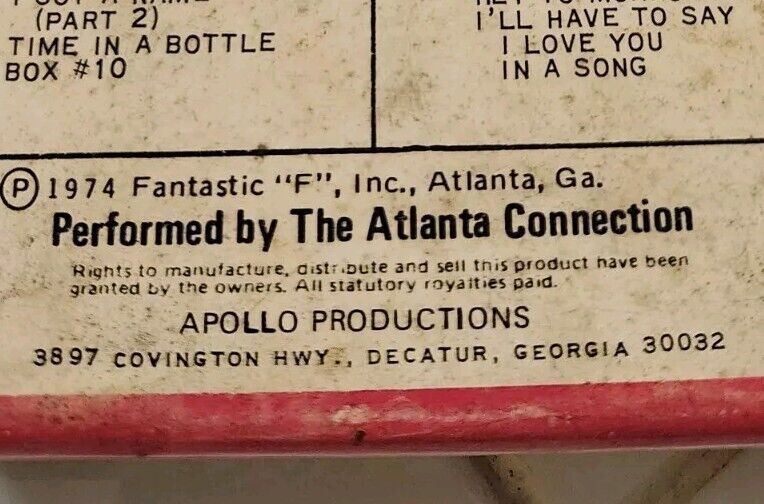 (PART 2)
TIME IN A BOTTLE
BOX #10
I'LL HAVE TO SAY
I LOVE YOU
IN A SONG
Ⓟ 1974 Fantastic "F", Inc., Atlanta, Ga.
Performed by The Atlanta Connection
Rights to manufacture, distribute and sell this product have been
granted by the owners. All statutory royalties paid.
APOLLO PRODUCTIONS
3897 COVINGTON HWY., DECATUR, GEORGIA 30032